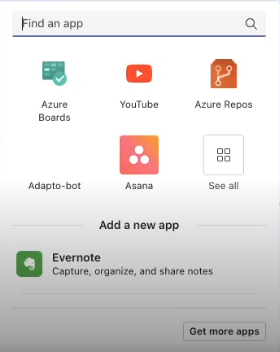 Find an app
Azure
Boards
YouTube
Azure Repos
Adapto-bot
Asana
See all
Add a new app
Evernote
Capture, organize, and share notes
Get more apps